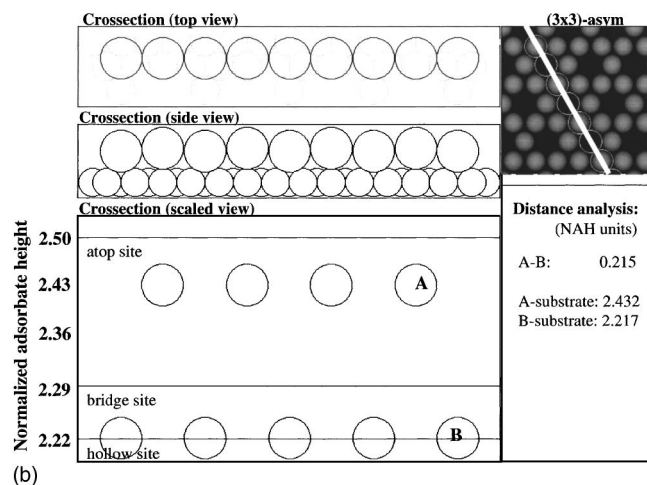 Crossection (top view)
(3x3)-asym
Crossection (side view)
Crossection (scaled view)
Normalized adsorbate height
2.50
atop site
2.43
A
2.36
2.29
bridge site
2.22
B
hollow site
Distance analysis:
(NAH units)
A-B: 0.215
A-substrate: 2.432
B-substrate: 2.217
(b)